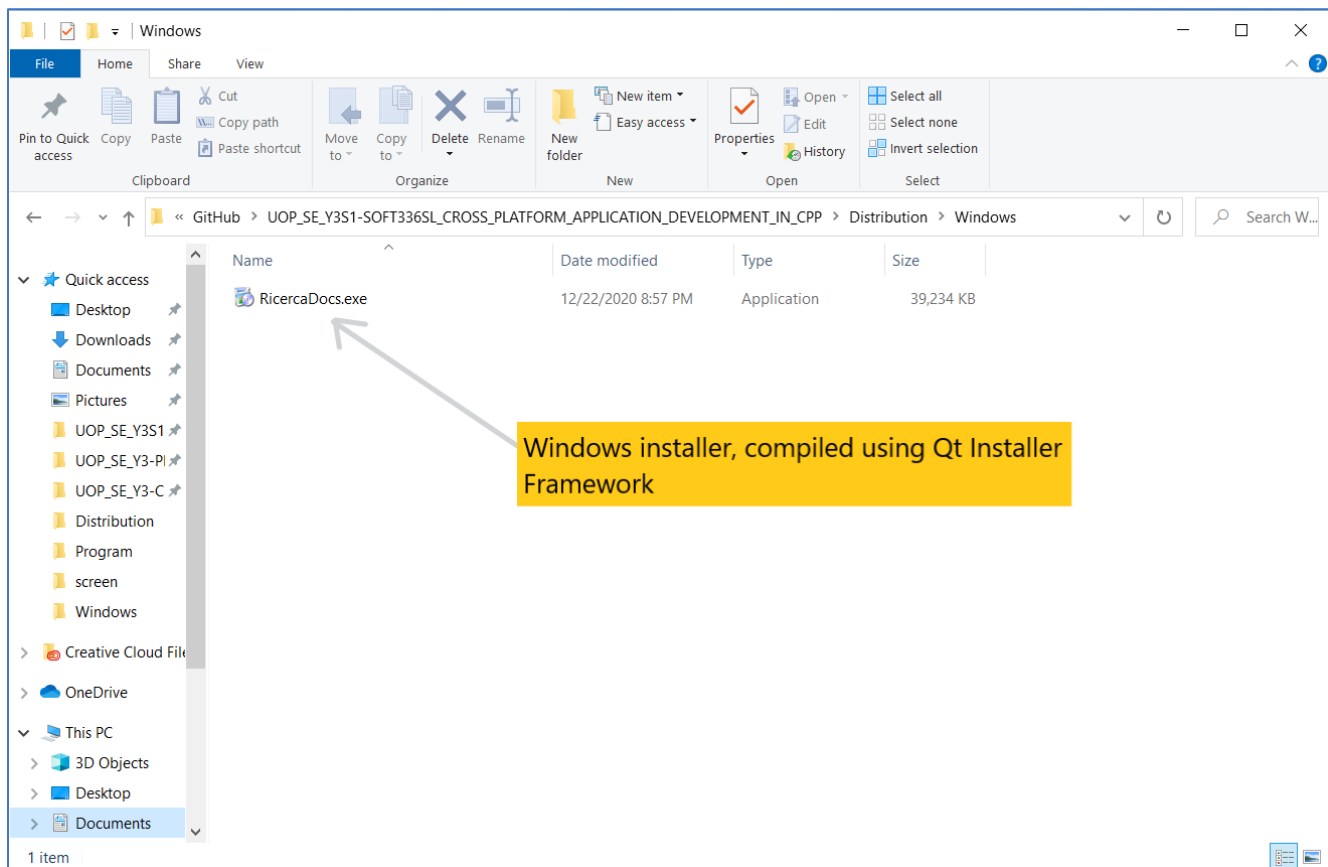 Windows
File Home Share View
Pin to Quick access
Copy
Paste
Cut
Copy path
Paste shortcut
Clipboard
Move to
Copy to
Delete
Rename
Organize
New folder
New item
Easy access
New
Properties
Open
Edit
History
Open
Select all
Select none
Invert selection
Select
« GitHub > UOP_SE_Y3S1-SOFT336SL_CROSS_PLATFORM_APPLICATION_DEVELOPMENT_IN_CPP > Distribution > Windows
Search W...
Name Date modified Type Size
RicercaDocs.exe 12/22/2020 8:57 PM Application 39,234 KB
Windows installer, compiled using Qt Installer
Framework
Quick access
Desktop
Downloads
Documents
Pictures
UOP_SE_Y3S1
UOP_SE_Y3-Pl
UOP_SE_Y3-C
Distribution
Program
screen
Windows
Creative Cloud File
OneDrive
This PC
3D Objects
Desktop
Documents
1 item